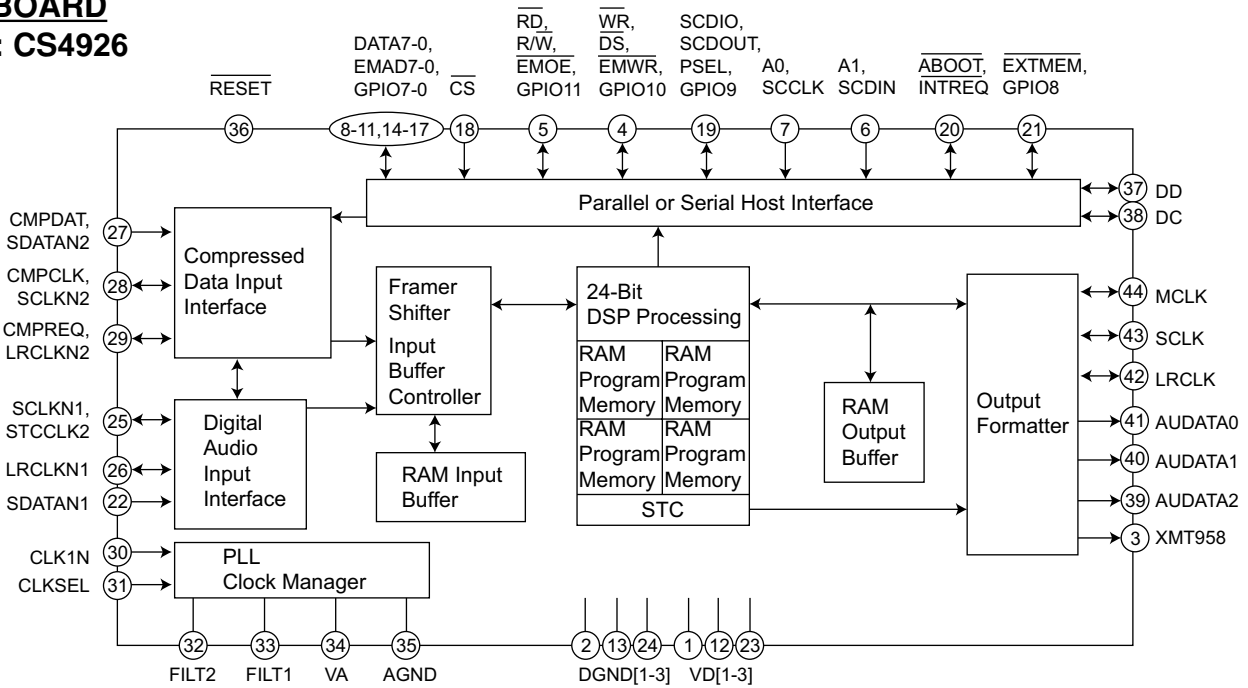 BOARD
: CS4926
RESET
DATA7-0,
EMAD7-0,
GPIO7-0
CS
RD,
R/W,
EMOE,
GPIO11
WR,
DS,
EMWR,
GPIO10
SCDIO,
SCDOUT,
PSEL,
GPIO9
A0,
SCCLK
A1,
SCDIN
ABOOT,
INTREQ
EXTMEM,
GPIO8
36
8-11,14-17
18
5
4
19
7
6
20
21
Parallel or Serial Host Interface
37
DD
38
DC
CMPDAT,
SDATAN2
27
CMPCLK,
SCLKN2
28
CMPREQ,
LRCLKN2
29
Compressed
Data Input
Interface
Framer
Shifter
Input
Buffer
Controller
24-Bit
DSP Processing
RAM
Program
Memory
RAM
Program
Memory
RAM
Program
Memory
RAM
Program
Memory
STC
RAM
Output
Buffer
Output
Formatter
44
MCLK
43
SCLK
42
LRCLK
41
AUDATA0
40
AUDATA1
39
AUDATA2
3
XMT958
SCLKN1,
STCCLK2
25
LRCLKN1
26
SDATAN1
22
Digital
Audio
Input
Interface
RAM Input
Buffer
CLK1N
30
CLKSEL
31
PLL
Clock Manager
32
33
34
35
2
13
24
1
12
23
FILT2
FILT1
VA
AGND
DGND[1-3]
VD[1-3]